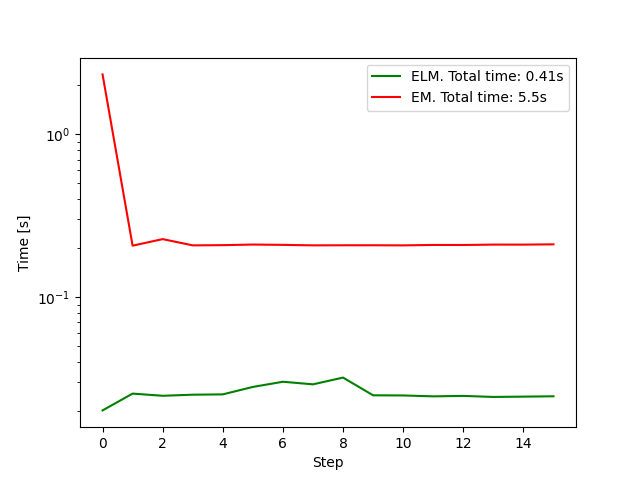 ELM. Total time: 0.41s
EM. Total time: 5.5s
10⁰
10⁻¹
Time [s]
0 2 4 6 8 10 12 14
Step